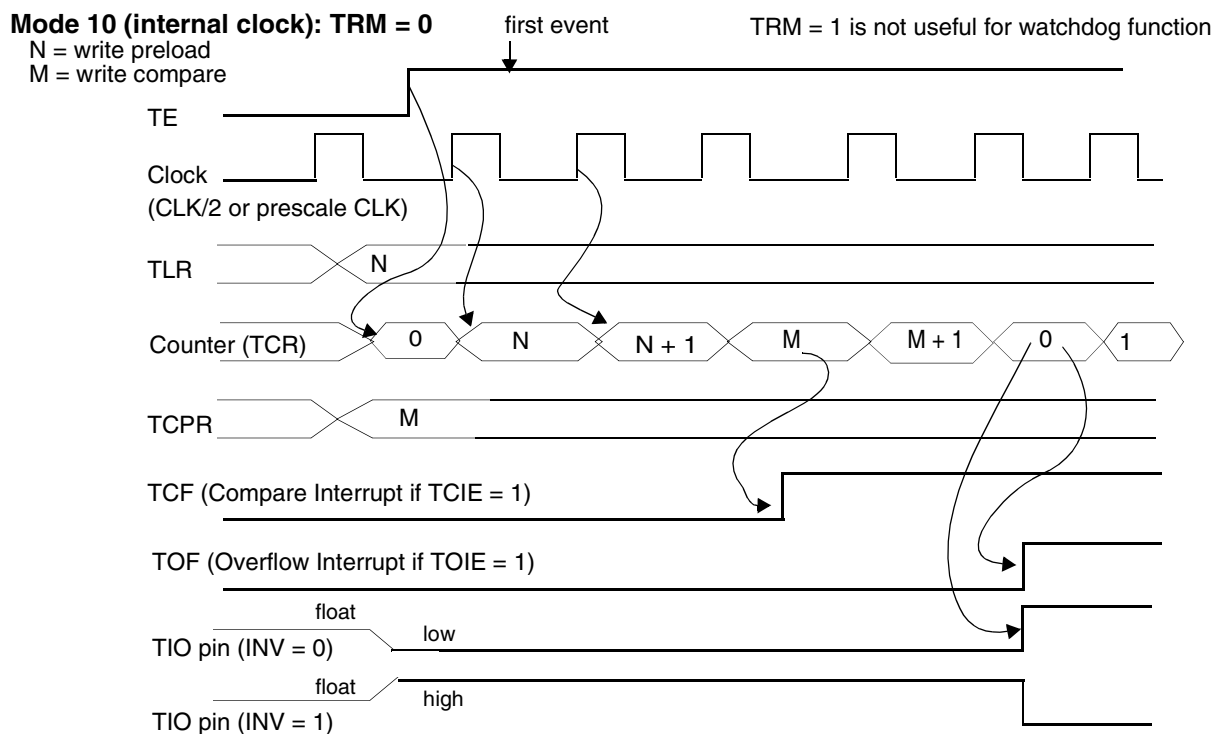 Mode 10 (internal clock): TRM = 0
first event
TRM = 1 is not useful for watchdog function
N = write preload
M = write compare
TE
Clock
(CLK/2 or prescale CLK)
TLR
N
Counter (TCR)
0
N
N + 1
M
M + 1
0
1
TCPR
M
TCF (Compare Interrupt if TCIE = 1)
TOF (Overflow Interrupt if TOIE = 1)
float
TIO pin (INV = 0)
low
float
TIO pin (INV = 1)
high